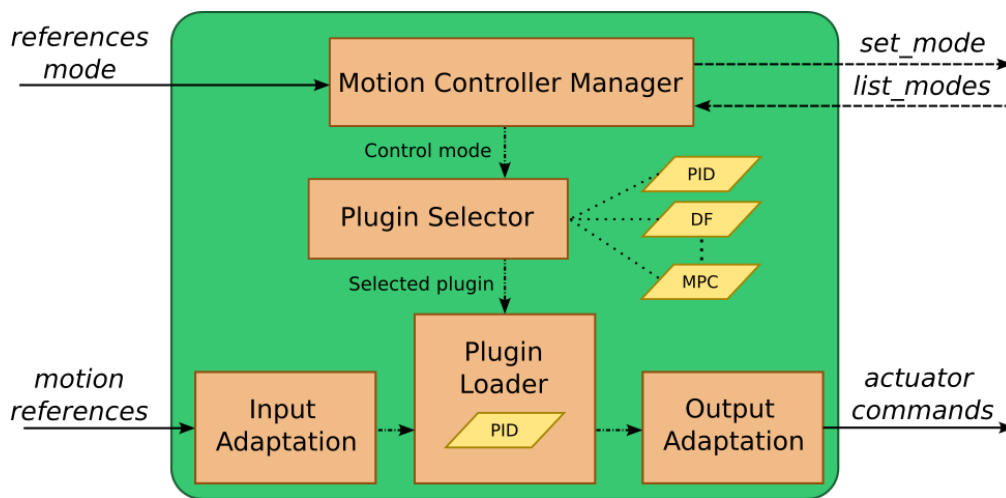 references
mode
Motion Controller Manager
set_mode
list_modes
Control mode
PID
Plugin Selector
DF
MPC
Selected plugin
motion
references
Input
Adaptation
Plugin
Loader
PID
Output
Adaptation
actuator
commands